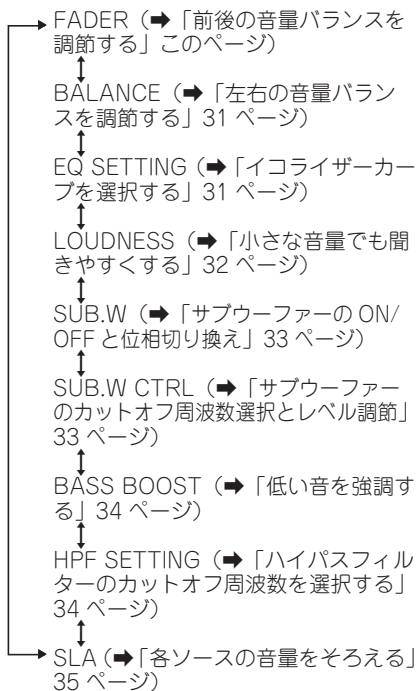 FADER（➡「前後の音量バランスを
調節する」このページ）
BALANCE（➡「左右の音量バラン
スを調節する」31 ページ）
EQ SETTING（➡「イコライザーカー
ブを選択する」31 ページ）
LOUDNESS（➡「小さな音量でも聞
きやすくする」32 ページ）
SUB.W（➡「サブウーファーの ON/
OFF と位相切り換え」33 ページ）
SUB.W CTRL（➡「サブウーファー
のカットオフ周波数選択とレベル調節」
33 ページ）
BASS BOOST（➡「低い音を強調す
る」34 ページ）
HPF SETTING（➡「ハイパスフィル
ターのカットオフ周波数を選択する」
34 ページ）
SLA（➡「各ソースの音量をそろえる」
35 ページ）